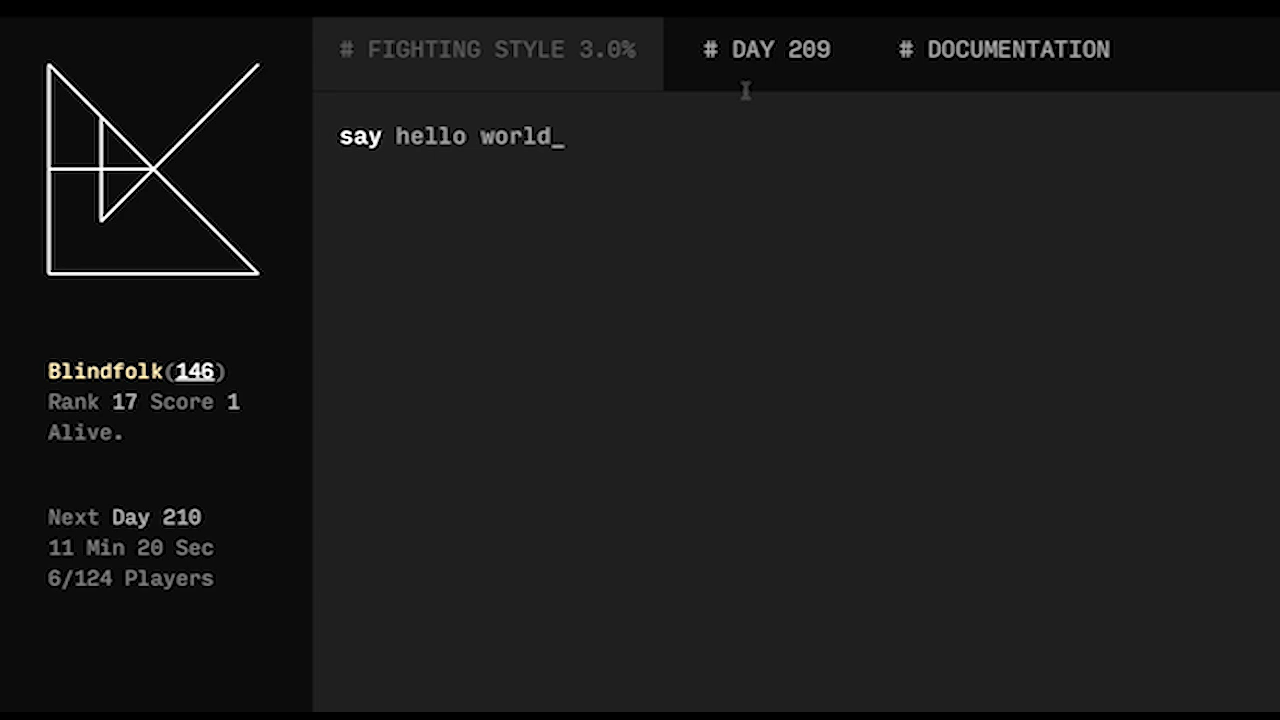 # FIGHTING STYLE 3.0% # DAY 209 # DOCUMENTATION
say hello world_
Blindfolk(146)
Rank 17 Score 1
Alive.
Next Day 210
11 Min 20 Sec
6/124 Players